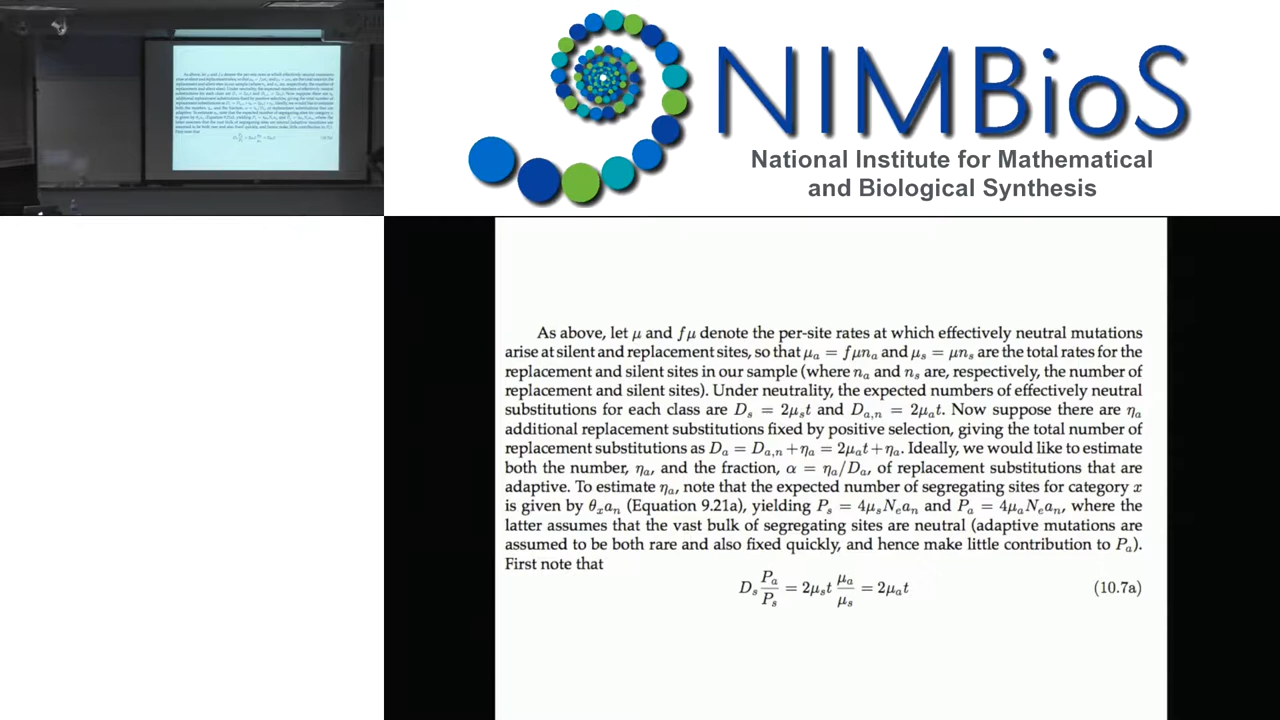 NIMBioS
National Institute for Mathematical
and Biological Synthesis
As above, let μ and fμ denote the per-site rates at which effectively neutral mutations
arise at silent and replacement sites, so that μₐ = fμnₐ and μₛ = μnₛ are the total rates for the
replacement and silent sites in our sample (where nₐ and nₛ are, respectively, the number of
replacement and silent sites). Under neutrality, the expected numbers of effectively neutral
substitutions for each class are Dₛ = 2μₛt and Dₐ,ₙ = 2μₐt. Now suppose there are ηₐ
additional replacement substitutions fixed by positive selection, giving the total number of
replacement substitutions as Dₐ = Dₐ,ₙ + ηₐ = 2μₐt + ηₐ. Ideally, we would like to estimate
both the number, ηₐ, and the fraction, α = ηₐ/Dₐ, of replacement substitutions that are
adaptive. To estimate ηₐ, note that the expected number of segregating sites for category x
is given by θₓaₙ (Equation 9.21a), yielding Pₛ = 4μₛNₑaₙ and Pₐ = 4μₐNₑaₙ, where the
latter assumes that the vast bulk of segregating sites are neutral (adaptive mutations are
assumed to be both rare and also fixed quickly, and hence make little contribution to Pₐ).
First note that
Dₛ Pₐ/Pₛ = 2μₛt μₐ/μₛ = 2μₐt (10.7a)